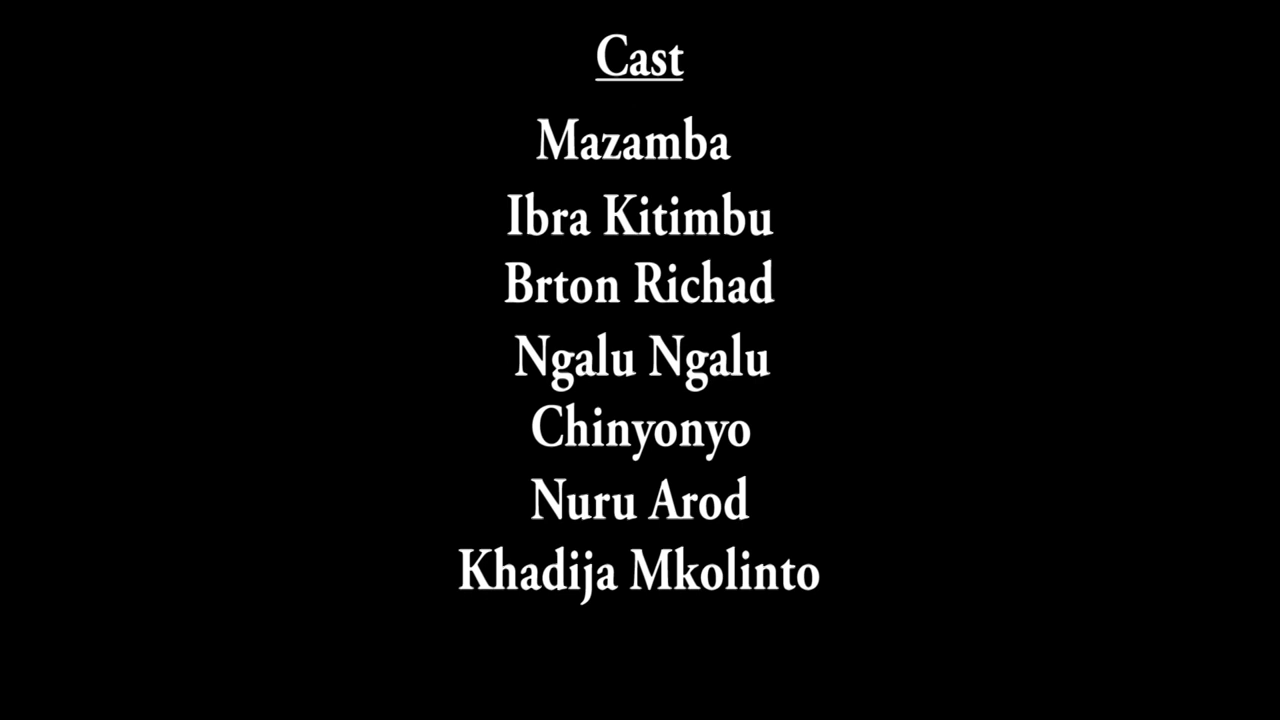 Cast
Mazamba
Ibra Kitimbu
Brton Richad
Ngalu Ngalu
Chinyonyo
Nuru Arod
Khadija Mkolinto